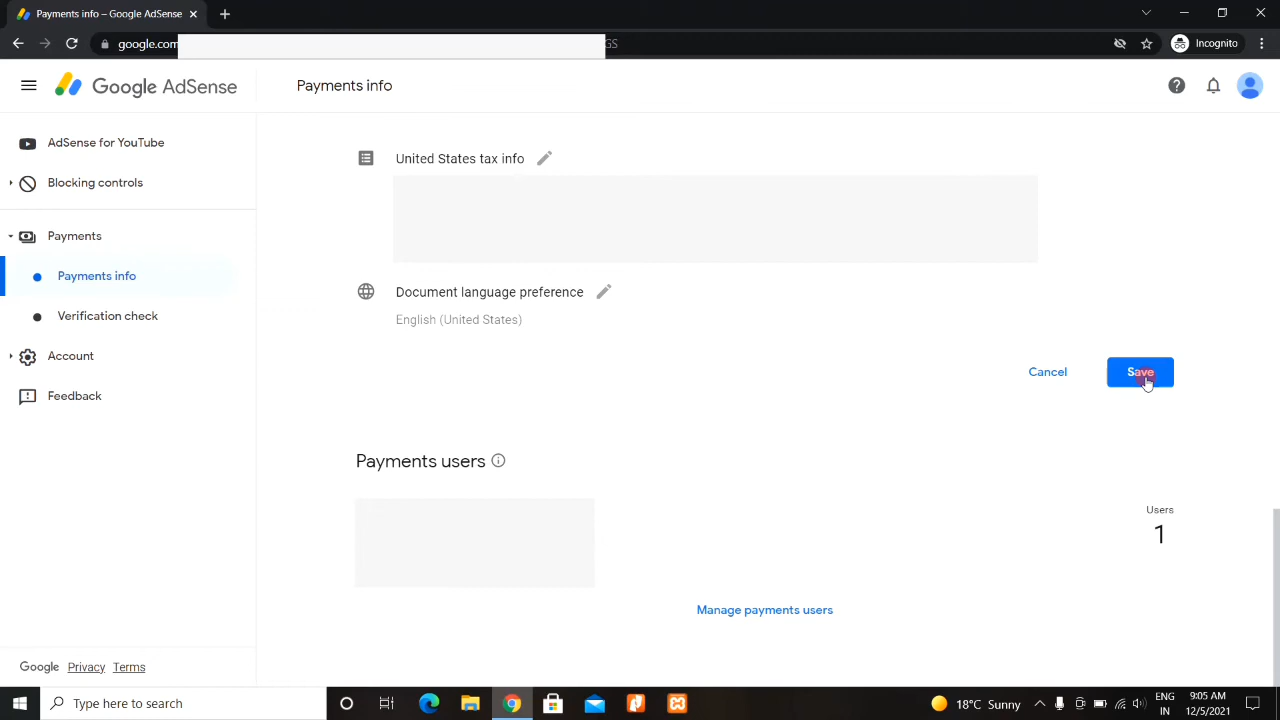 Payments info – Google AdSense
google.com
GS
Incognito
Google AdSense
Payments info
AdSense for YouTube
Blocking controls
Payments
Payments info
Verification check
Account
Feedback
United States tax info
Document language preference
English (United States)
Cancel
Save
Payments users
Users
1
Manage payments users
Google Privacy Terms
Type here to search
18°C Sunny
ENG
IN
9:05 AM
12/5/2021